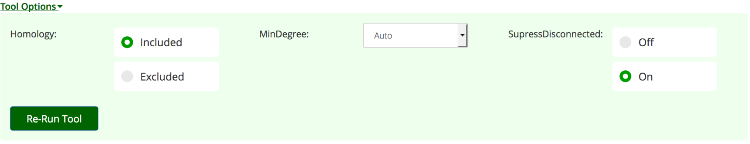 Tool Options
Homology:
Included
Excluded
MinDegree:
Auto
SupressDisconnected:
Off
On
Re-Run Tool